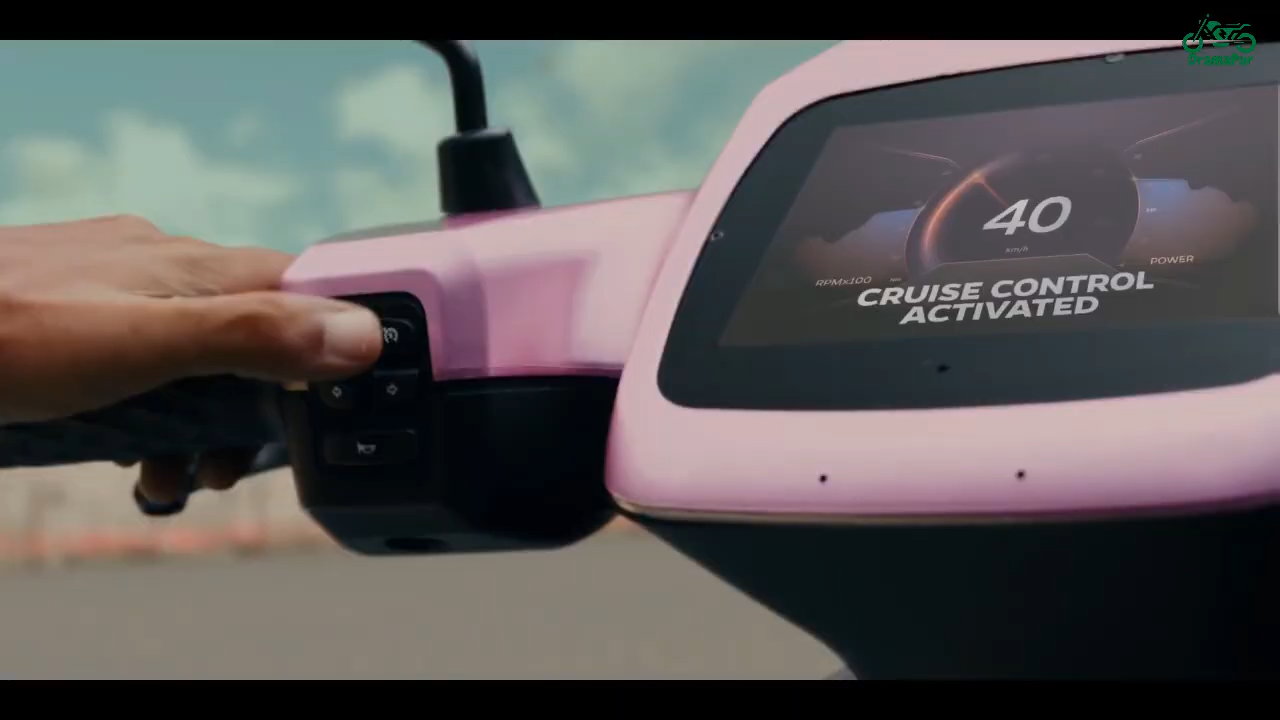 40
km/h
RPMx100
POWER
CRUISE CONTROL
ACTIVATED